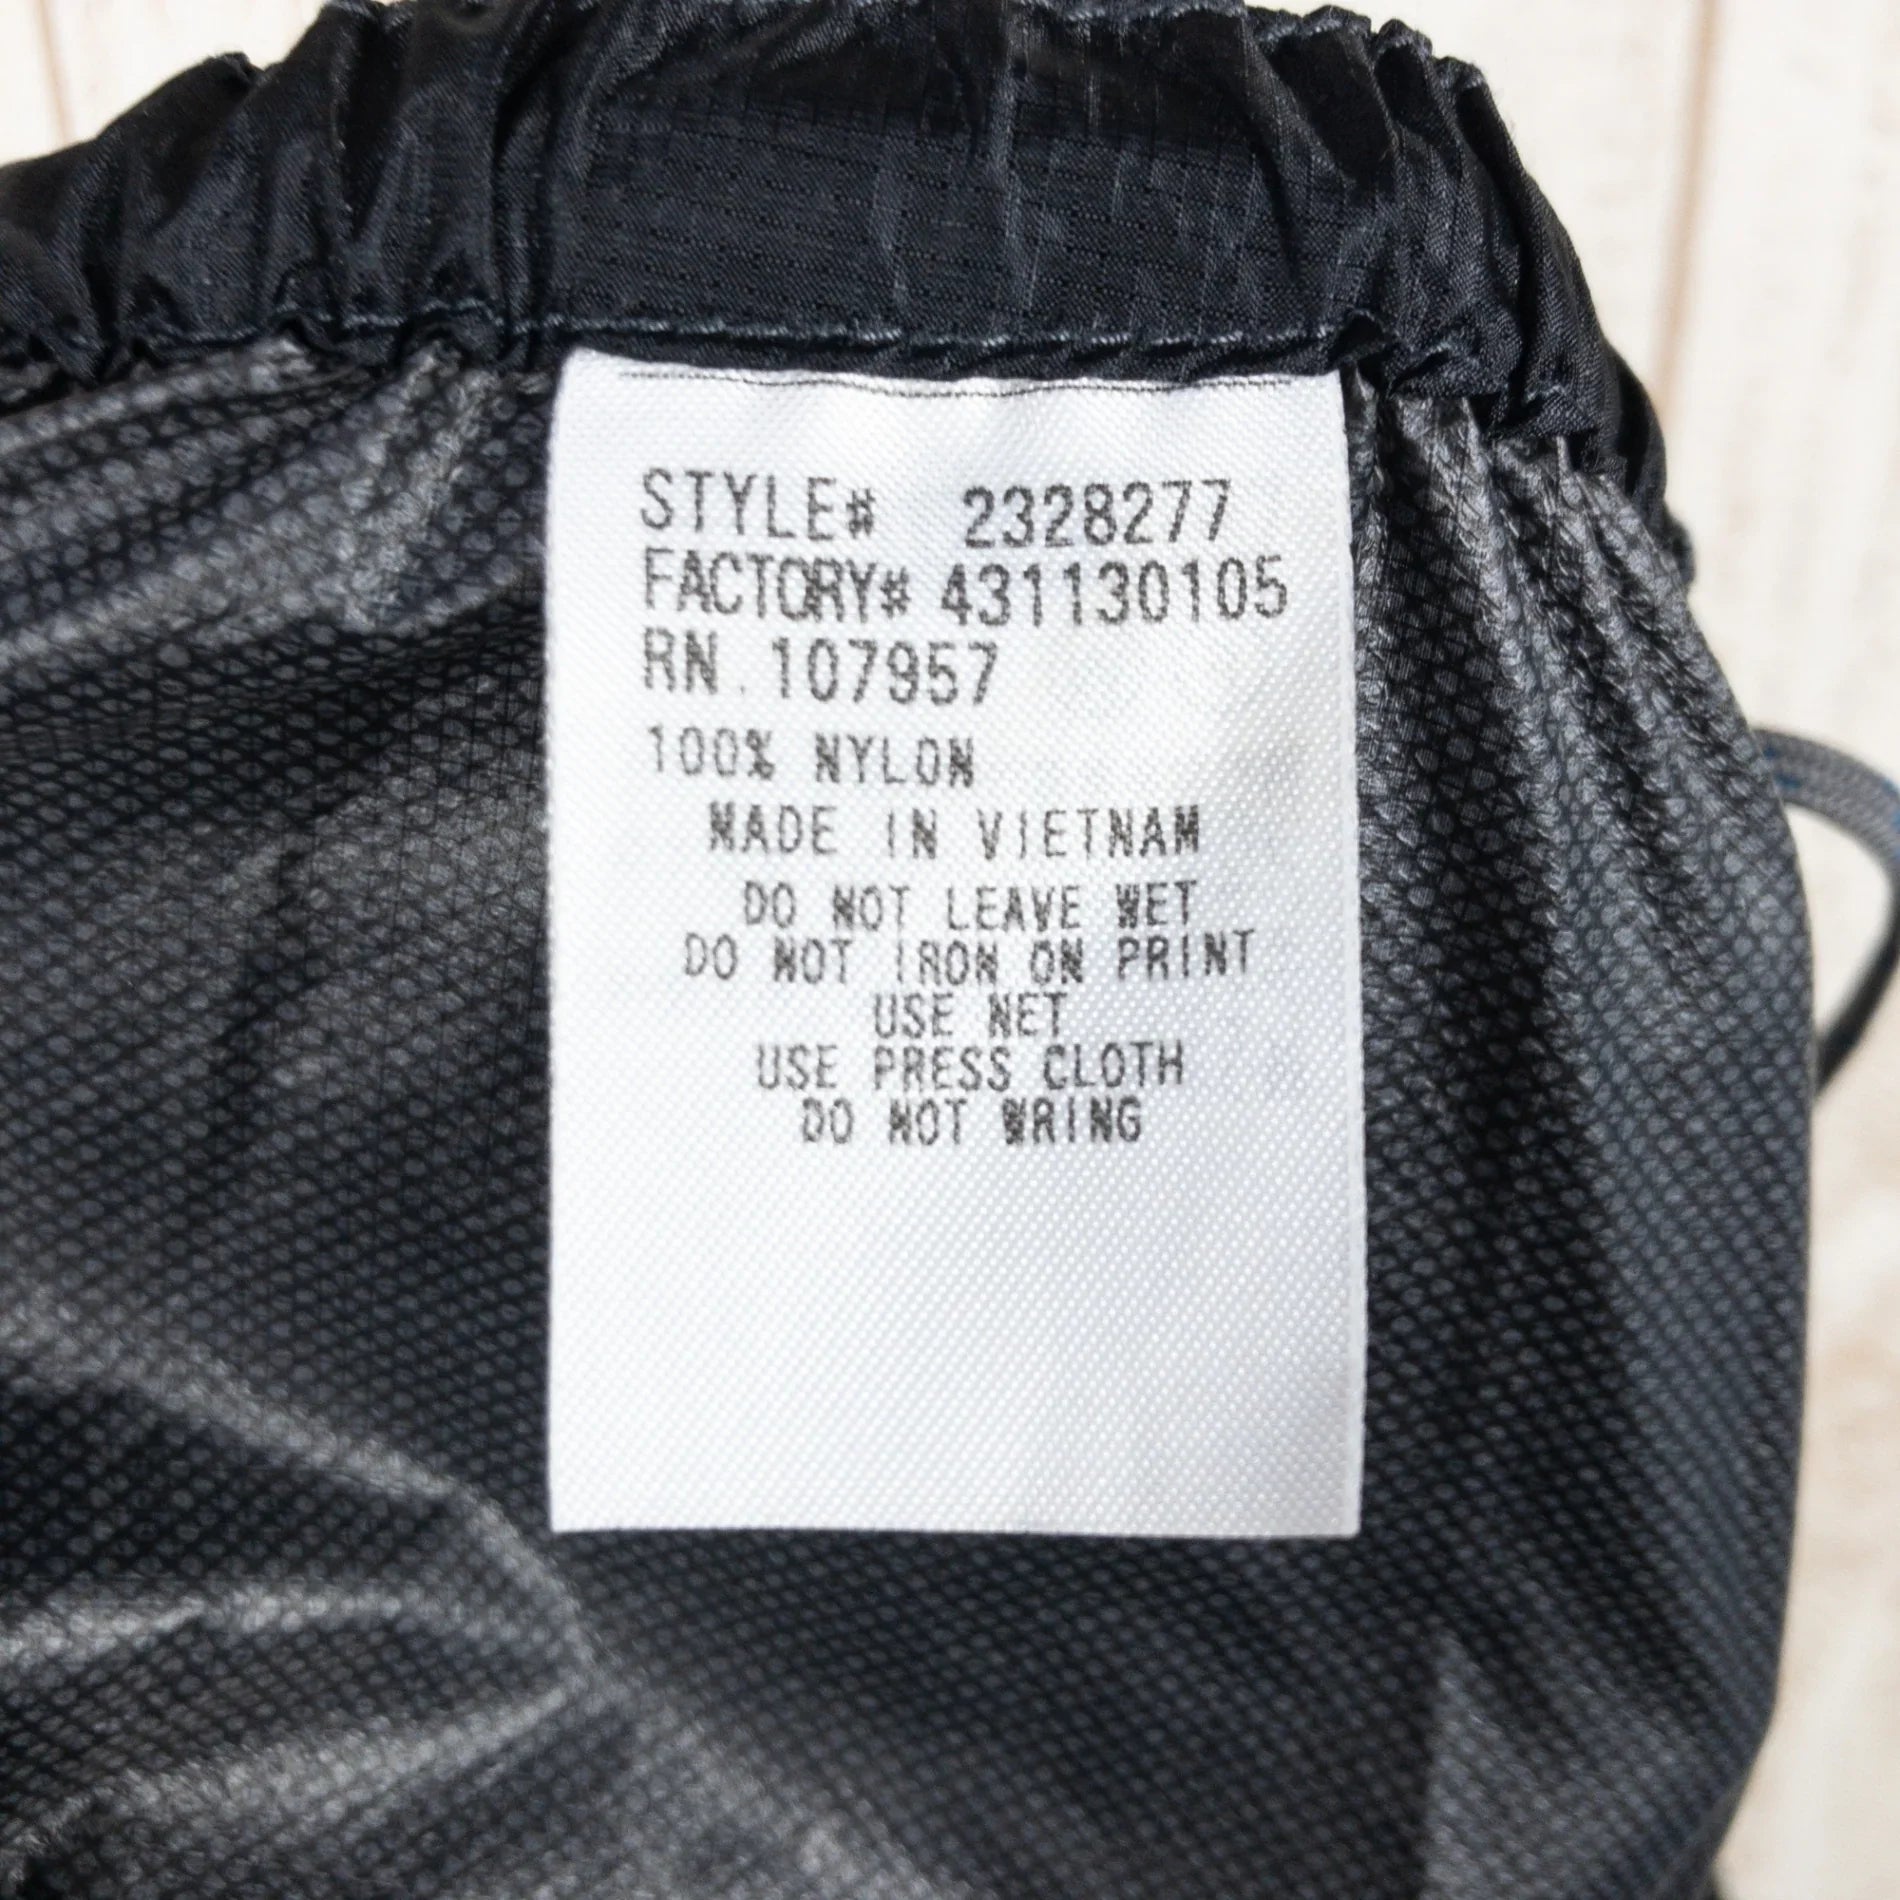 STYLE# 2328277
FACTORY# 431130105
RN. 107957
100% NYLON
MADE IN VIETNAM
DO NOT LEAVE WET
DO NOT IRON ON PRINT
USE NET
USE PRESS CLOTH
DO NOT WRING